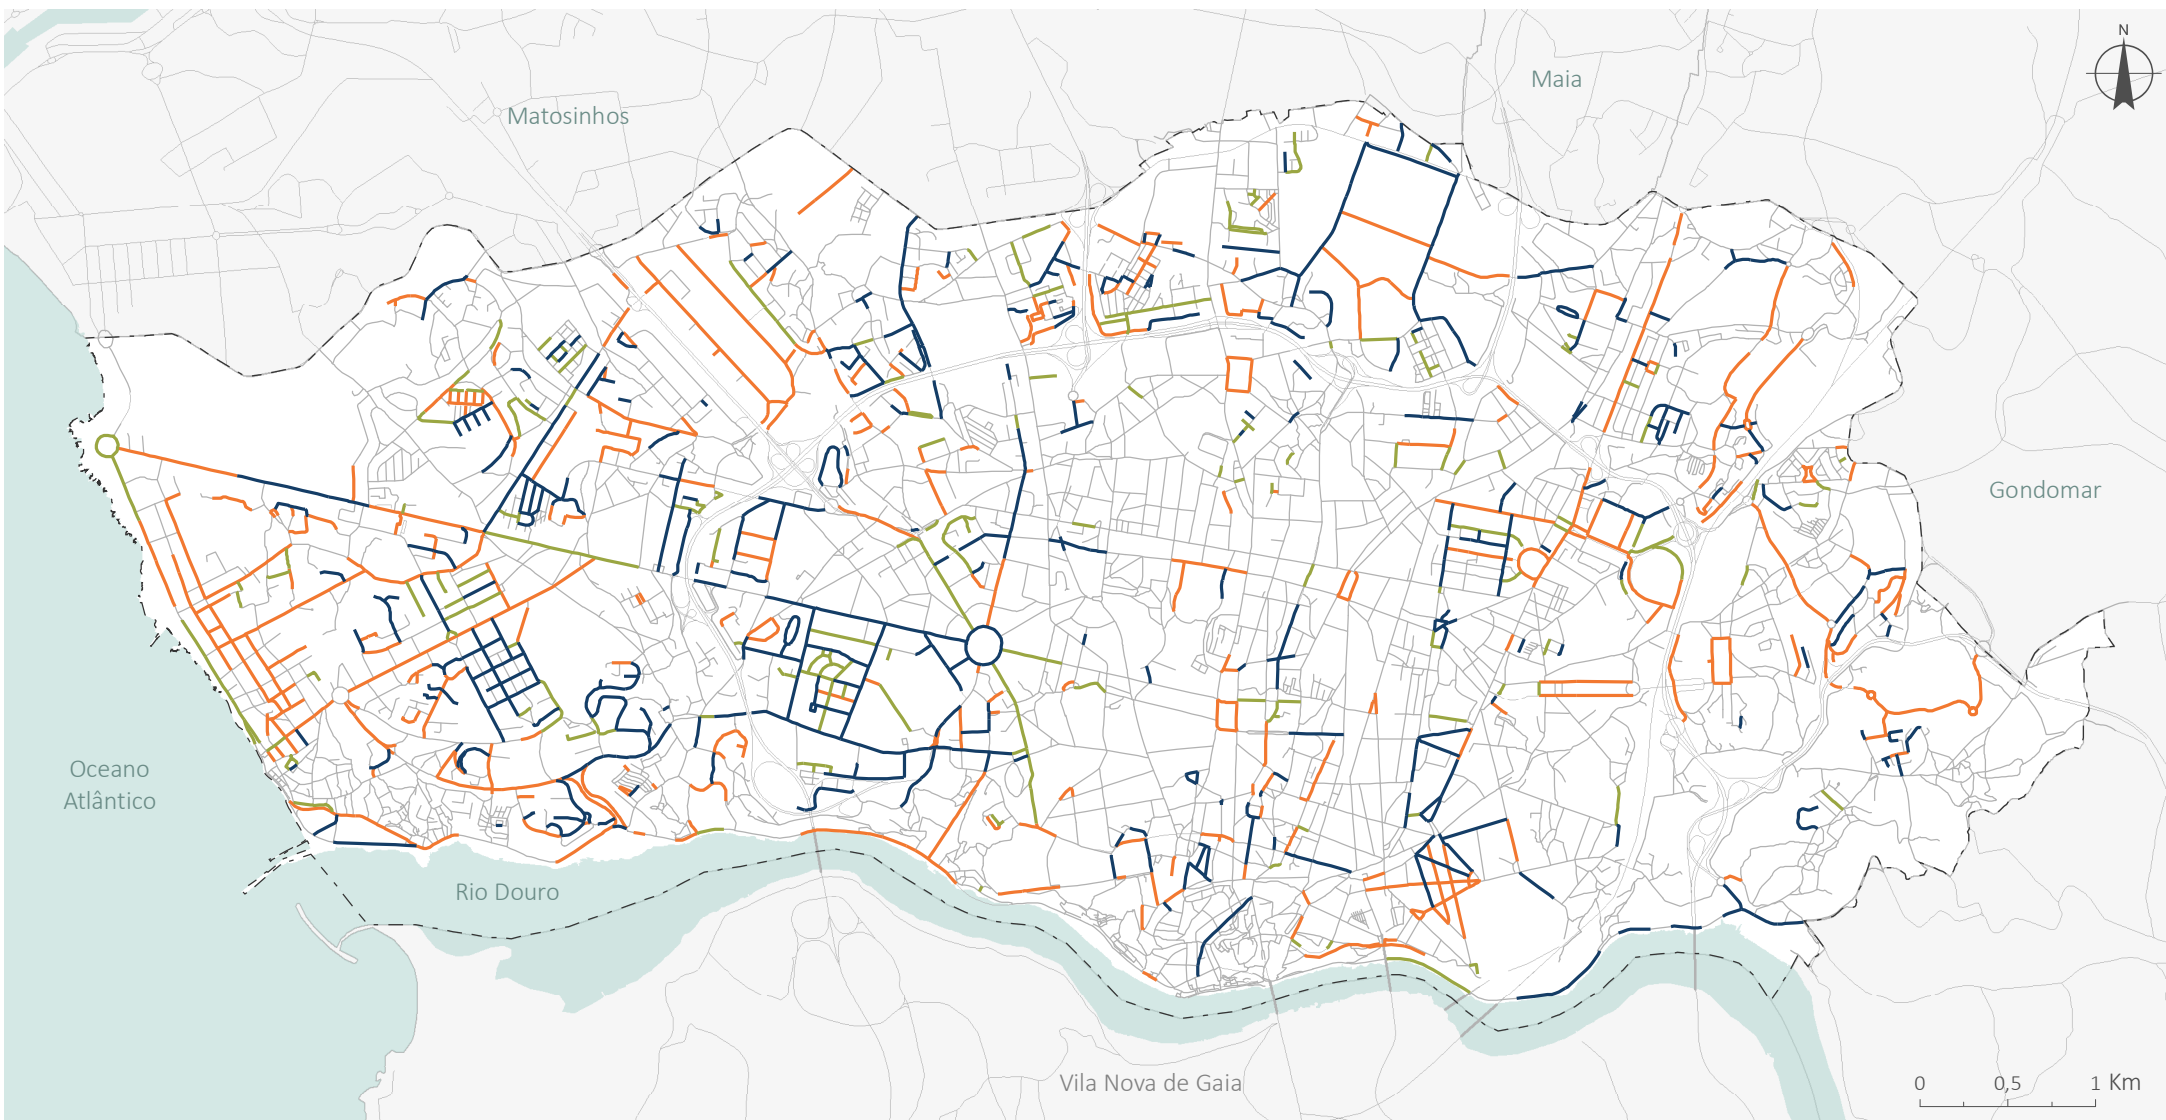 N
Maia
Matosinhos
Gondomar
Oceano
Atlântico
Rio Douro
Vila Nova de Gaia
0 0,5 1 Km